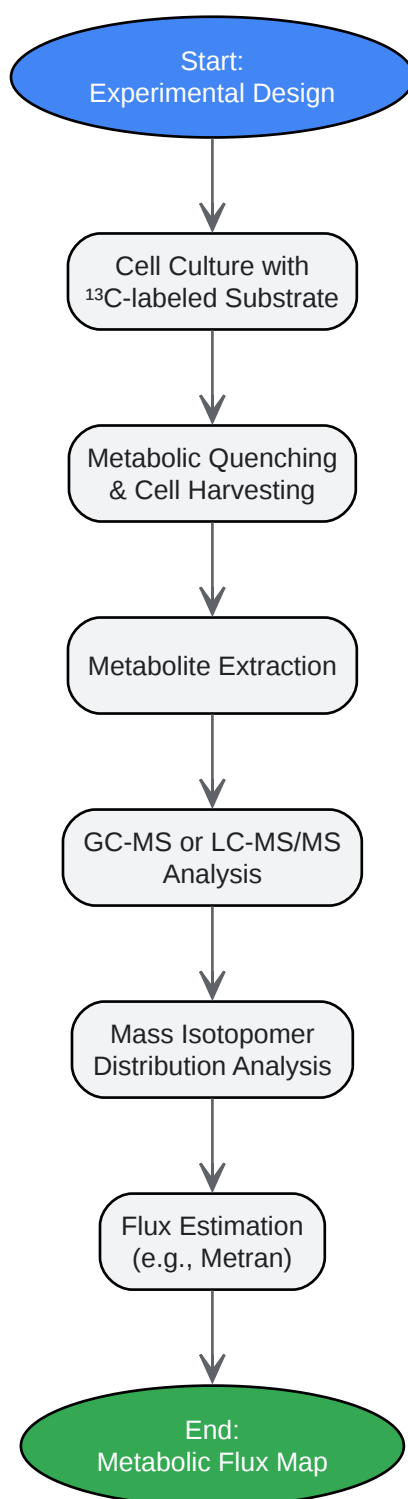 Start:
Experimental Design
Cell Culture with
¹³C-labeled Substrate
Metabolic Quenching
& Cell Harvesting
Metabolite Extraction
GC-MS or LC-MS/MS
Analysis
Mass Isotopomer
Distribution Analysis
Flux Estimation
(e.g., Metran)
End:
Metabolic Flux Map